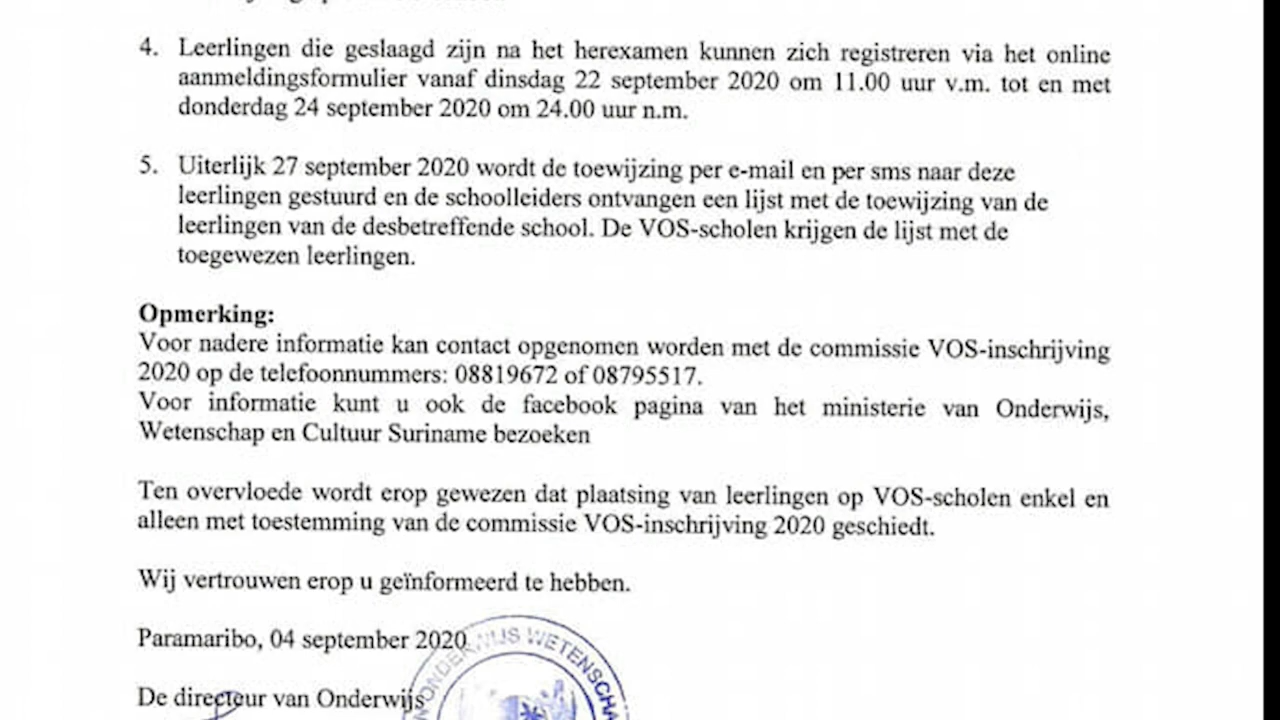 4. Leerlingen die geslaagd zijn na het herexamen kunnen zich registreren via het online
aanmeldingsformulier vanaf dinsdag 22 september 2020 om 11.00 uur v.m. tot en met
donderdag 24 september 2020 om 24.00 uur n.m.
5. Uiterlijk 27 september 2020 wordt de toewijzing per e-mail en per sms naar deze
leerlingen gestuurd en de schoolleiders ontvangen een lijst met de toewijzing van de
leerlingen van de desbetreffende school. De VOS-scholen krijgen de lijst met de
toegewezen leerlingen.
Opmerking:
Voor nadere informatie kan contact opgenomen worden met de commissie VOS-inschrijving
2020 op de telefoonnummers: 08819672 of 08795517.
Voor informatie kunt u ook de facebook pagina van het ministerie van Onderwijs,
Wetenschap en Cultuur Suriname bezoeken
Ten overvloede wordt erop gewezen dat plaatsing van leerlingen op VOS-scholen enkel en
alleen met toestemming van de commissie VOS-inschrijving 2020 geschiedt.
Wij vertrouwen erop u geïnformeerd te hebben.
Paramaribo, 04 september 2020
De directeur van Onderwijs
ONDERWIJS WETENSCHA